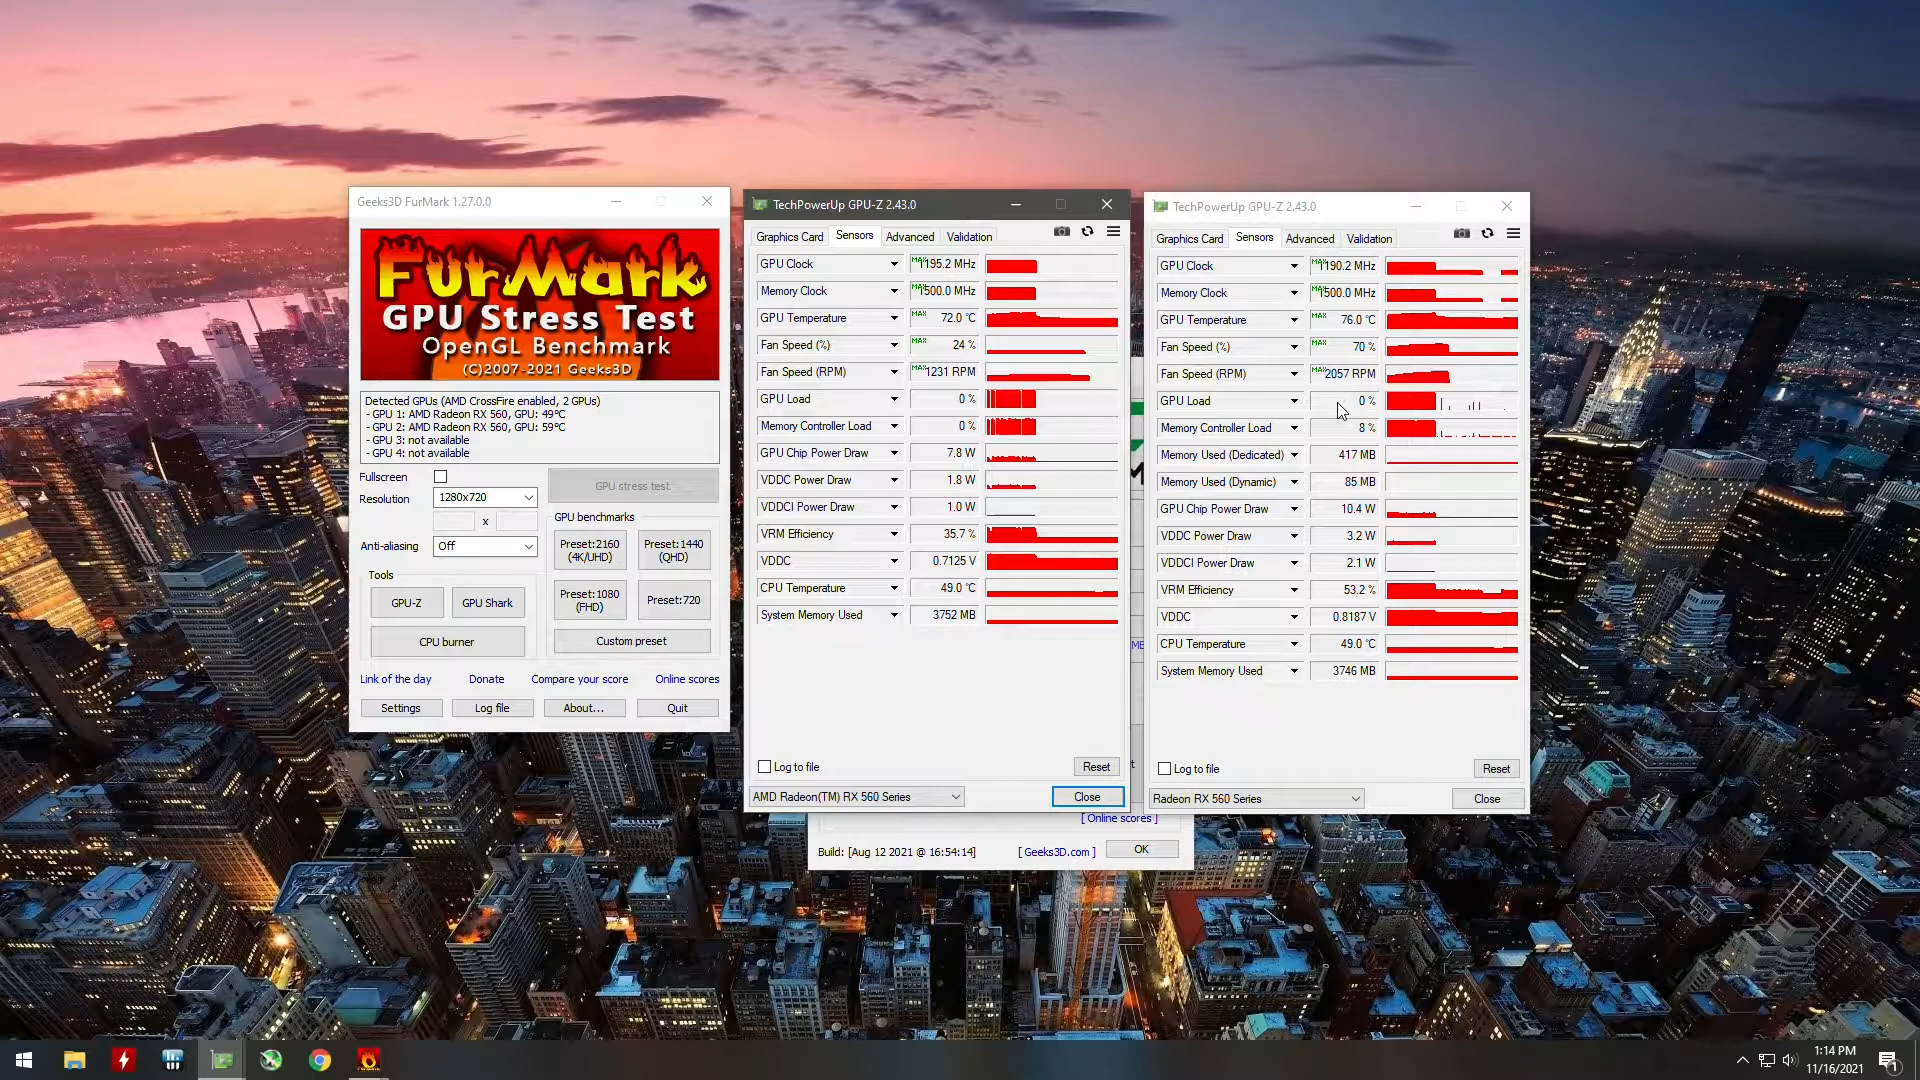 Geeks3D FurMark 1.27.0.0
FurMark
GPU Stress Test
OpenGL Benchmark
(C)2007-2021 Geeks3D
Detected GPUs (AMD CrossFire enabled, 2 GPUs)
- GPU 1: AMD Radeon RX 560, GPU: 49°C
- GPU 2: AMD Radeon RX 560, GPU: 59°C
- GPU 3: not available
- GPU 4: not available
Fullscreen
Resolution 1280x720
x
Anti-aliasing Off
GPU stress test
GPU benchmarks
Preset:2160
(4K/UHD)
Preset:1440
(QHD)
Preset:1080
(FHD)
Preset:720
Custom preset
Tools
GPU-Z GPU Shark
CPU burner
Link of the day Donate Compare your score Online scores
Settings Log file About... Quit
TechPowerUp GPU-Z 2.43.0
Graphics Card Sensors Advanced Validation
GPU Clock MAX 1195.2 MHz
Memory Clock MAX 1500.0 MHz
GPU Temperature MAX 72.0 °C
Fan Speed (%) MAX 24 %
Fan Speed (RPM) MAX 1231 RPM
GPU Load 0 %
Memory Controller Load 0 %
GPU Chip Power Draw 7.8 W
VDDC Power Draw 1.8 W
VDDCI Power Draw 1.0 W
VRM Efficiency 35.7 %
VDDC 0.7125 V
CPU Temperature 49.0 °C
System Memory Used 3752 MB
Log to file Reset
AMD Radeon(TM) RX 560 Series Close
TechPowerUp GPU-Z 2.43.0
Graphics Card Sensors Advanced Validation
GPU Clock MAX 1190.2 MHz
Memory Clock MAX 1500.0 MHz
GPU Temperature MAX 76.0 °C
Fan Speed (%) MAX 70 %
Fan Speed (RPM) MAX 2057 RPM
GPU Load 0 %
Memory Controller Load 8 %
Memory Used (Dedicated) 417 MB
Memory Used (Dynamic) 85 MB
GPU Chip Power Draw 10.4 W
VDDC Power Draw 3.2 W
VDDCI Power Draw 2.1 W
VRM Efficiency 53.2 %
VDDC 0.8187 V
CPU Temperature 49.0 °C
System Memory Used 3746 MB
Log to file Reset
Radeon RX 560 Series Close
[ Online scores ]
Build: [Aug 12 2021 @ 16:54:14] [ Geeks3D.com ] OK
1:14 PM
11/16/2021
1